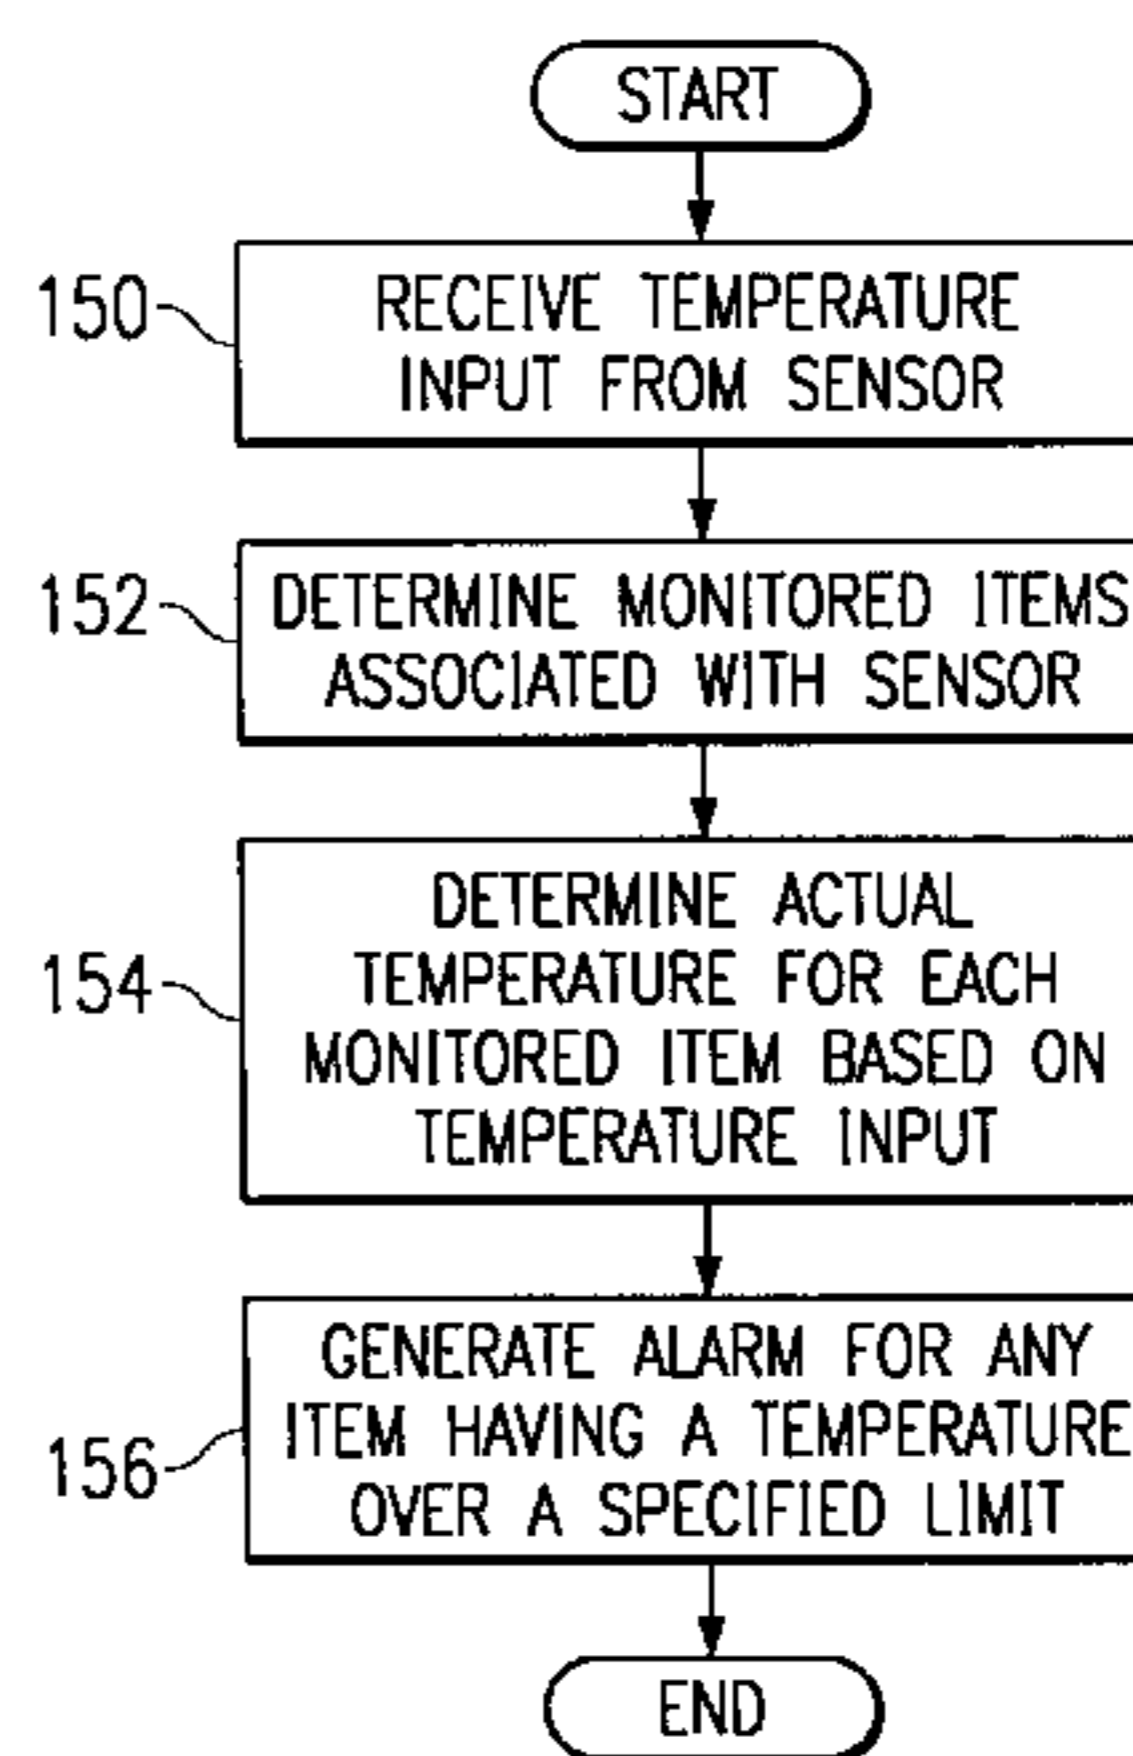 START
150
RECEIVE TEMPERATURE
INPUT FROM SENSOR
152
DETERMINE MONITORED ITEMS
ASSOCIATED WITH SENSOR
154
DETERMINE ACTUAL
TEMPERATURE FOR EACH
MONITORED ITEM BASED ON
TEMPERATURE INPUT
156
GENERATE ALARM FOR ANY
ITEM HAVING A TEMPERATURE
OVER A SPECIFIED LIMIT
END